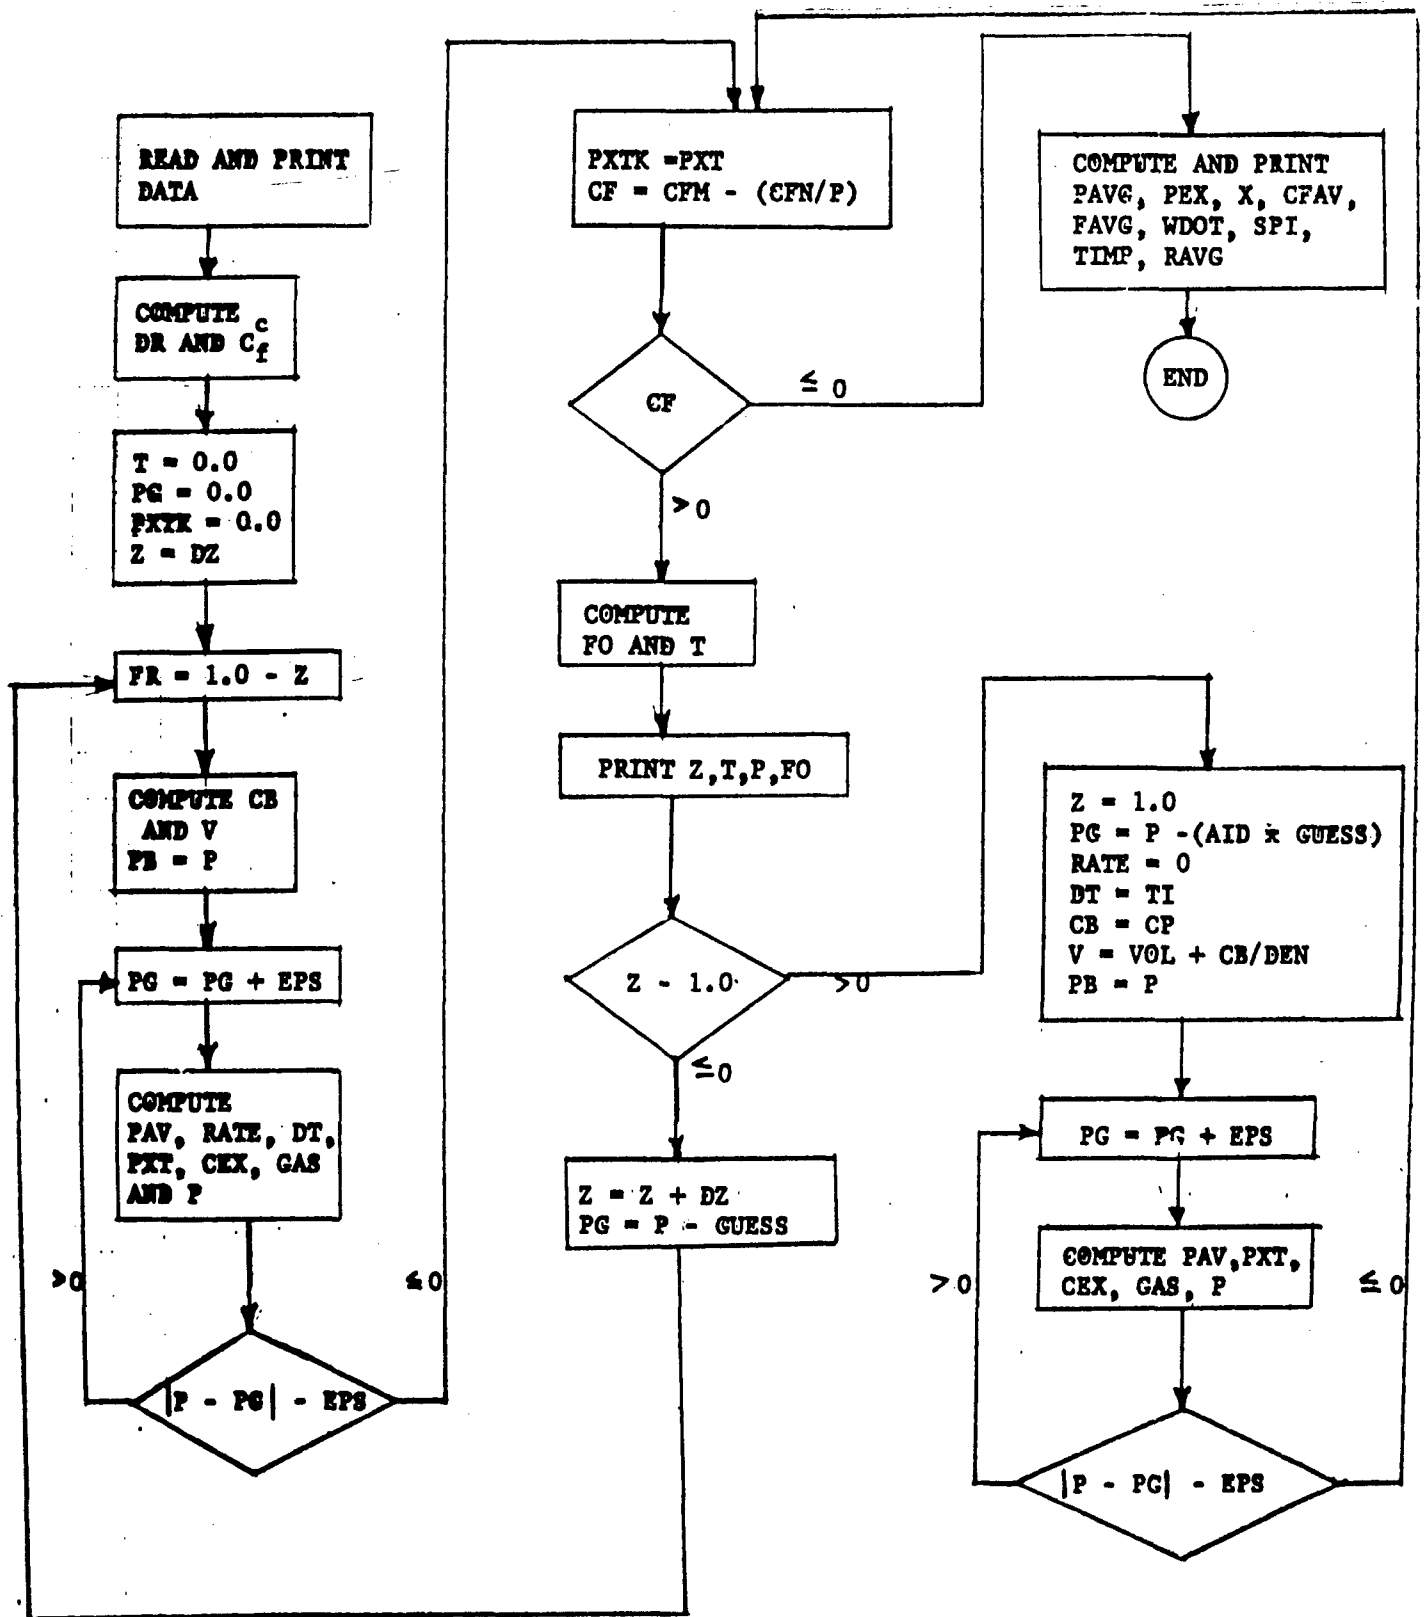 READ AND PRINT
DATA
COMPUTE
DR AND C_f^c
T = 0.0
PG = 0.0
PXTK = 0.0
Z = DZ
FR = 1.0 - Z
COMPUTE CB
AND V
PB = P
PG = PG + EPS
COMPUTE
PAV, RATE, DT,
PXT, CEX, GAS
AND P
>0
≤0
|P - PG| - EPS
PXTK =PXT
CF = CFM - (CFN/P)
CF
≤ 0
>0
COMPUTE
FO AND T
PRINT Z,T,P,FO
Z - 1.0
>0
≤0
Z = Z + DZ
PG = P - GUESS
COMPUTE AND PRINT
PAVG, PEX, X, CFAV,
FAVG, WDOT, SPI,
TIMP, RAVG
END
Z = 1.0
PG = P -(AID * GUESS)
RATE = 0
DT = TI
CB = CP
V = VOL + CB/DEN
PB = P
PG = PG + EPS
COMPUTE PAV,PXT,
CEX, GAS, P
>0
≤0
|P - PG| - EPS